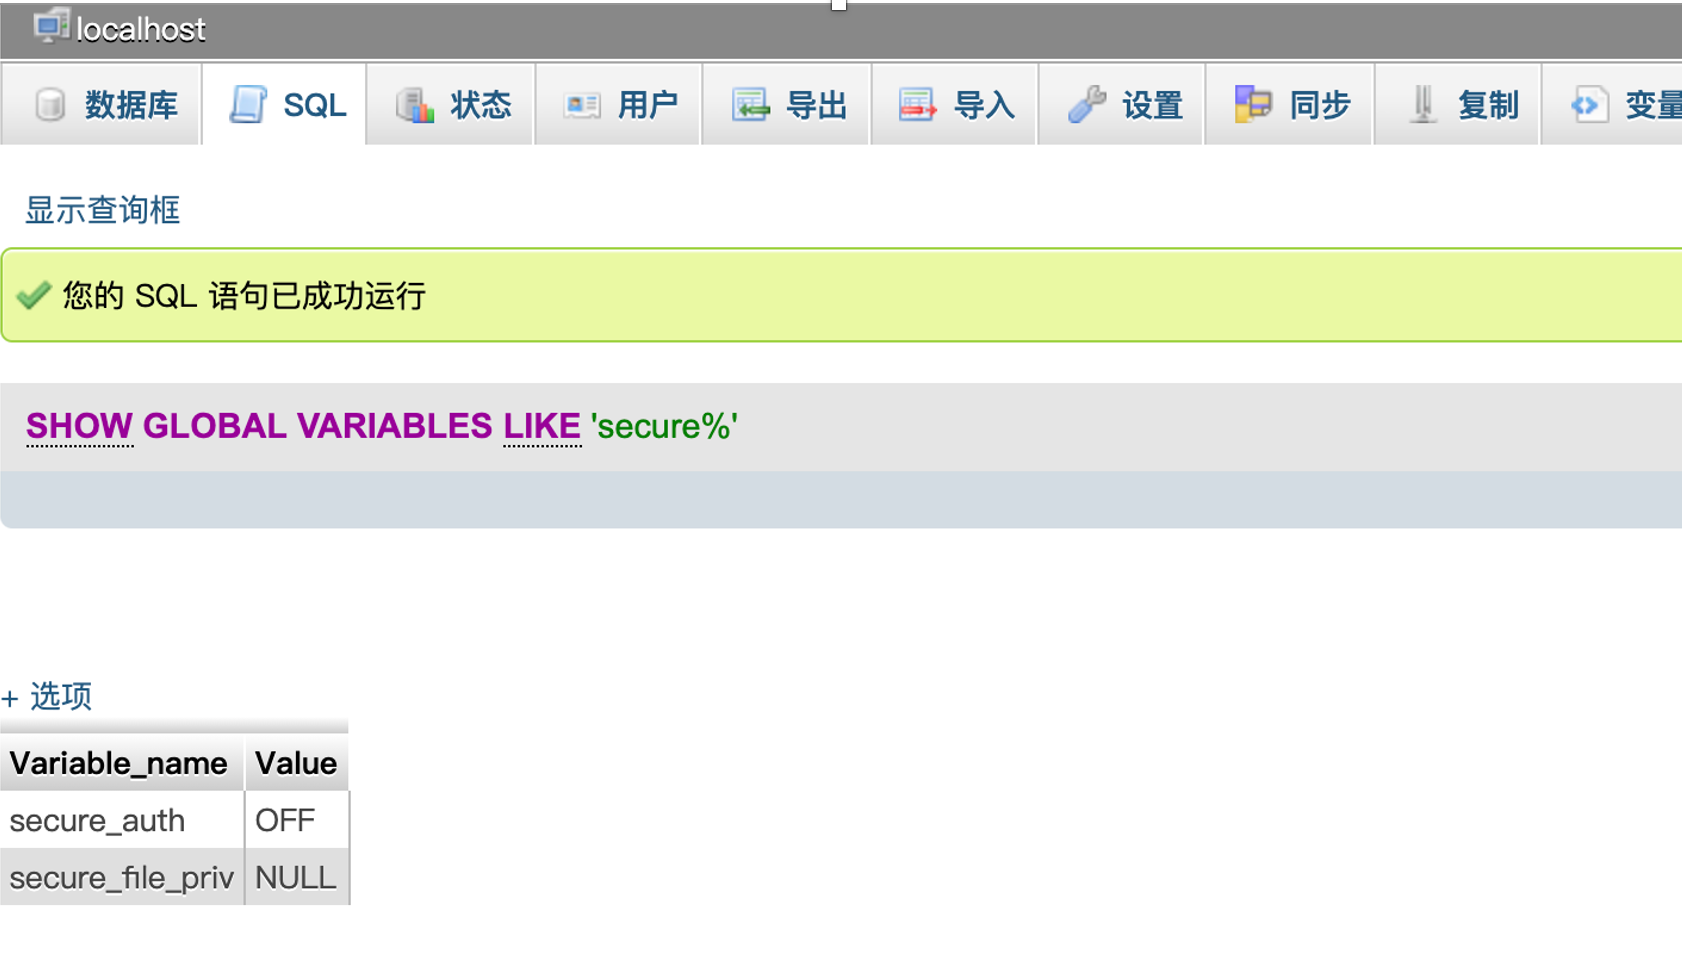 localhost
数据库 SQL 状态 用户 导出 导入 设置 同步 复制 变量
显示查询框
您的 SQL 语句已成功运行
SHOW GLOBAL VARIABLES LIKE 'secure%'
+ 选项
Variable_name Value
secure_auth OFF
secure_file_priv NULL